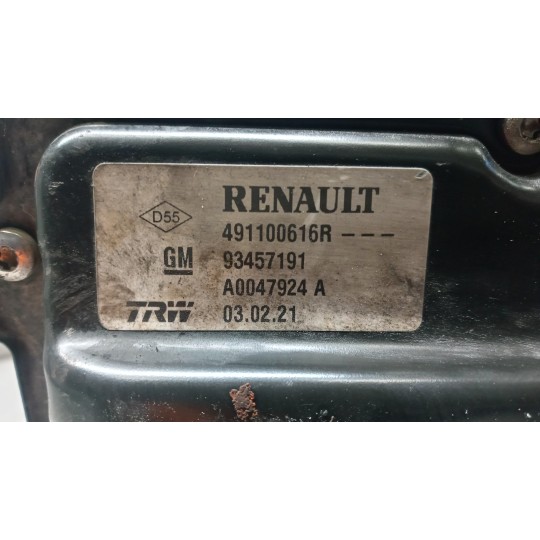 D55 RENAULT
491100616R ---
GM 93457191
A0047924 A
TRW 03.02.21